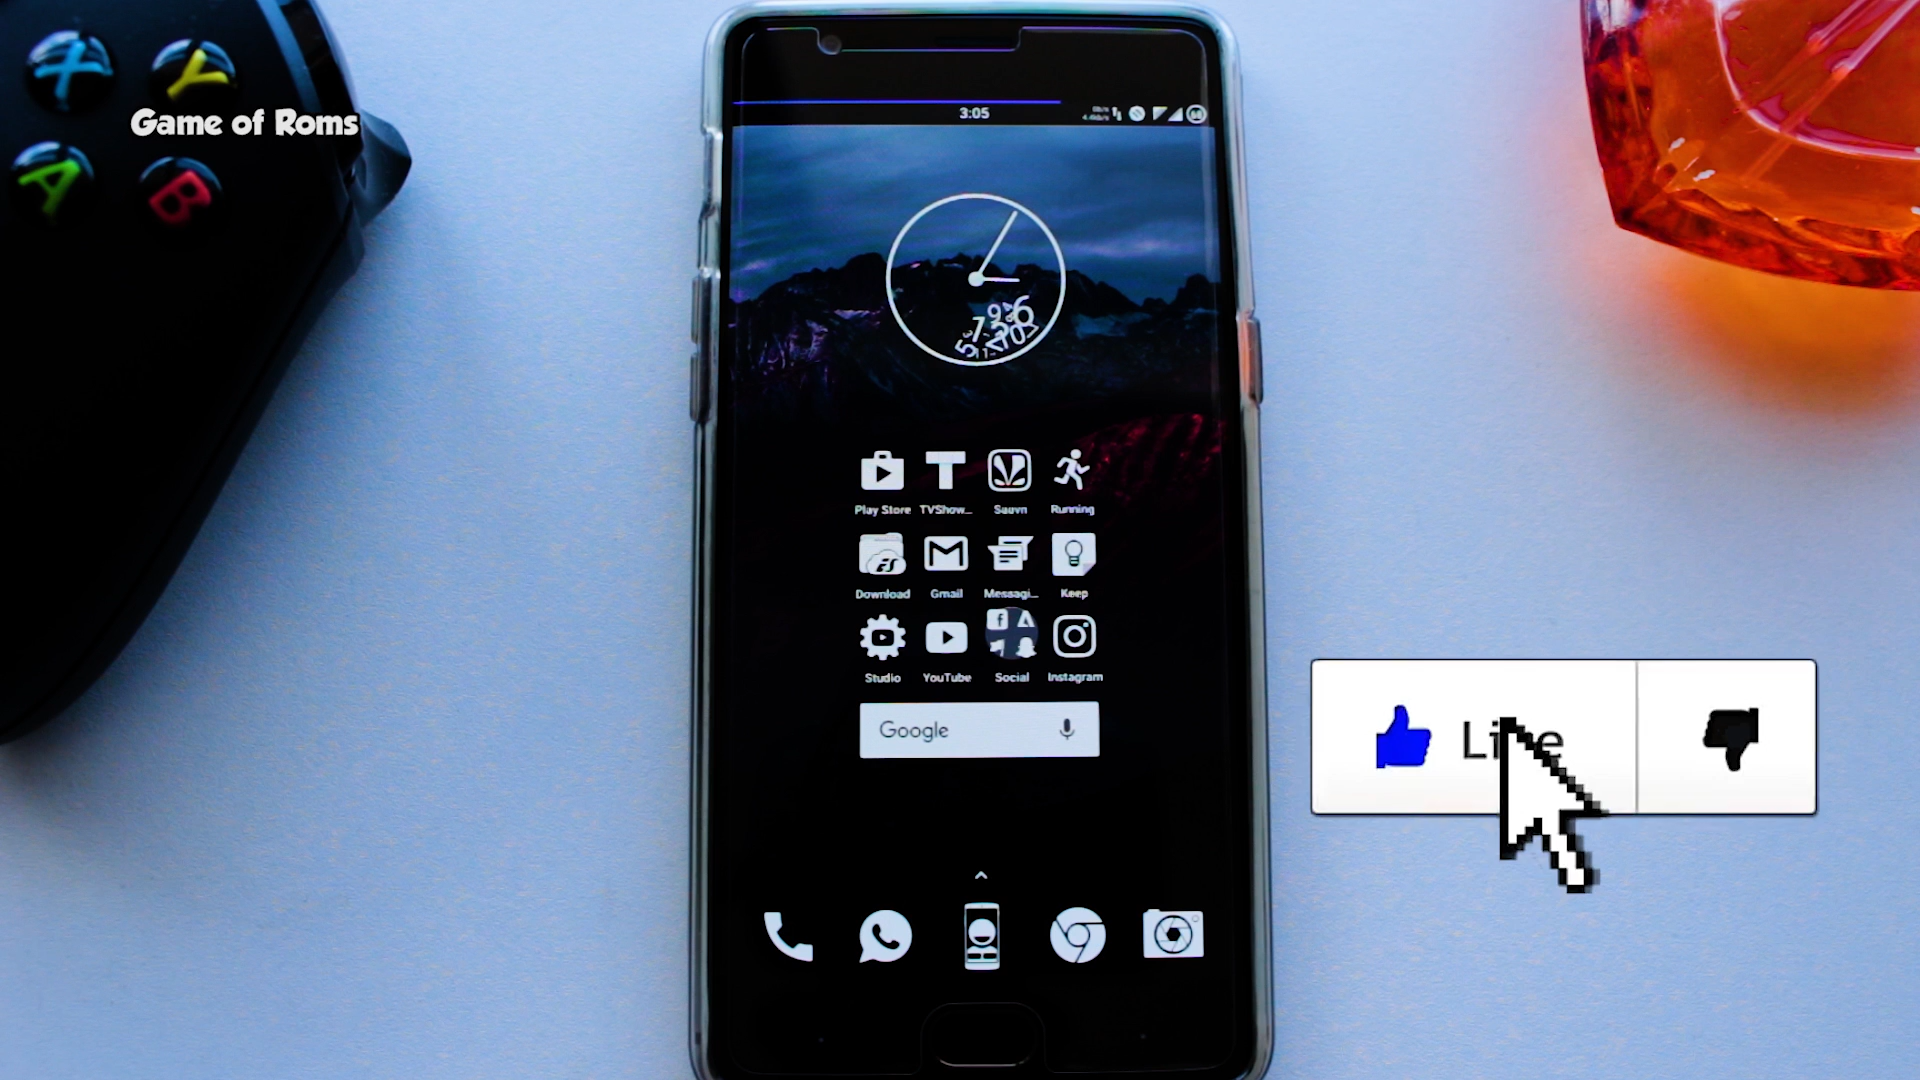 X Y
Game of Roms
A B
3:05
Play Store TVShow... Saavn Running
Download Gmail Messagi... Keep
Studio YouTube Social Instagram
Google